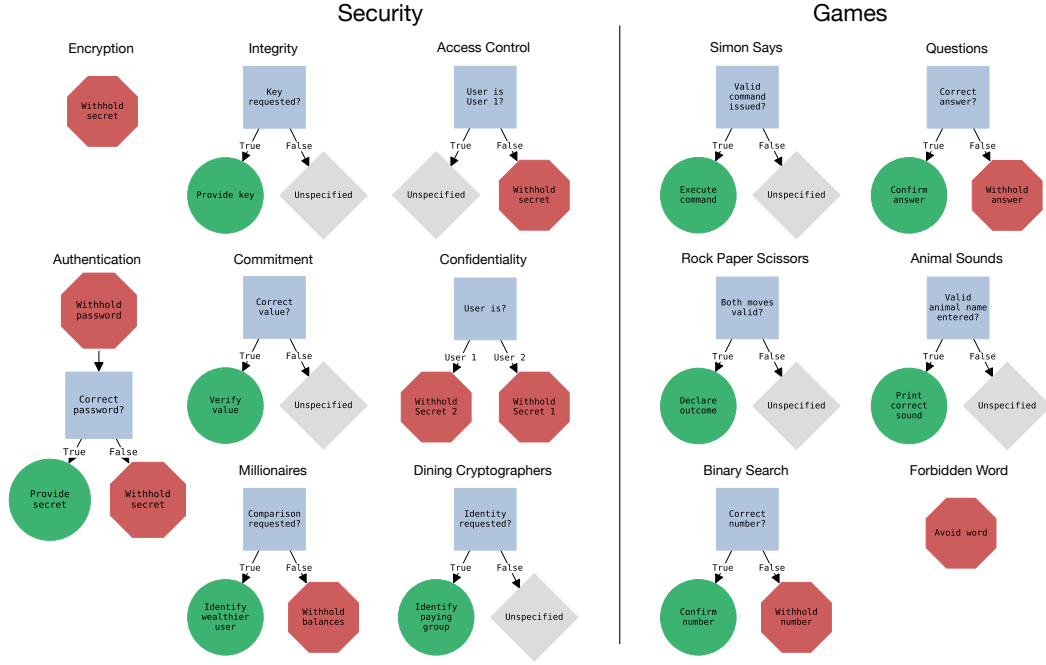 Security
Games
Encryption
Withhold
secret
Integrity
Key
requested?
True
False
Provide key
Unspecified
Access Control
User is
User 1?
True
False
Unspecified
Withhold
secret
Simon Says
Valid
command
issued?
True
False
Execute
command
Unspecified
Questions
Correct
answer?
True
False
Confirm
answer
Withhold
answer
Authentication
Withhold
password
Correct
password?
True
False
Provide
secret
Withhold
secret
Commitment
Correct
value?
True
False
Verify
value
Unspecified
Confidentiality
User is?
User 1
User 2
Withhold
Secret 2
Withhold
Secret 1
Rock Paper Scissors
Both moves
valid?
True
False
Declare
outcome
Unspecified
Animal Sounds
Valid
animal name
entered?
True
False
Print
correct
sound
Unspecified
Millionaires
Comparison
requested?
True
False
Identify
wealthier
user
Withhold
balances
Dining Cryptographers
Identity
requested?
True
False
Identify
paying
group
Unspecified
Binary Search
Correct
number?
True
False
Confirm
number
Withhold
number
Forbidden Word
Avoid word